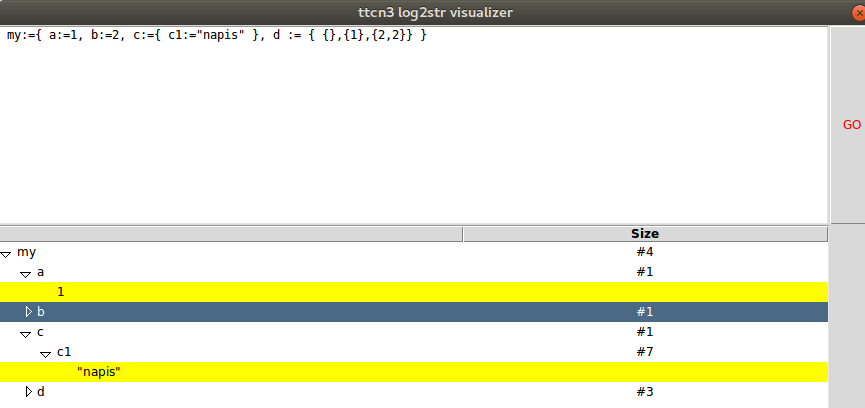 ttcn3 log2str visualizer
my:={ a:=1, b:=2, c:={ c1:="napis" }, d := { {},{1},{2,2}} }
GO
Size
my #4
a #1
1
b #1
c #1
c1 #7
"napis"
d #3